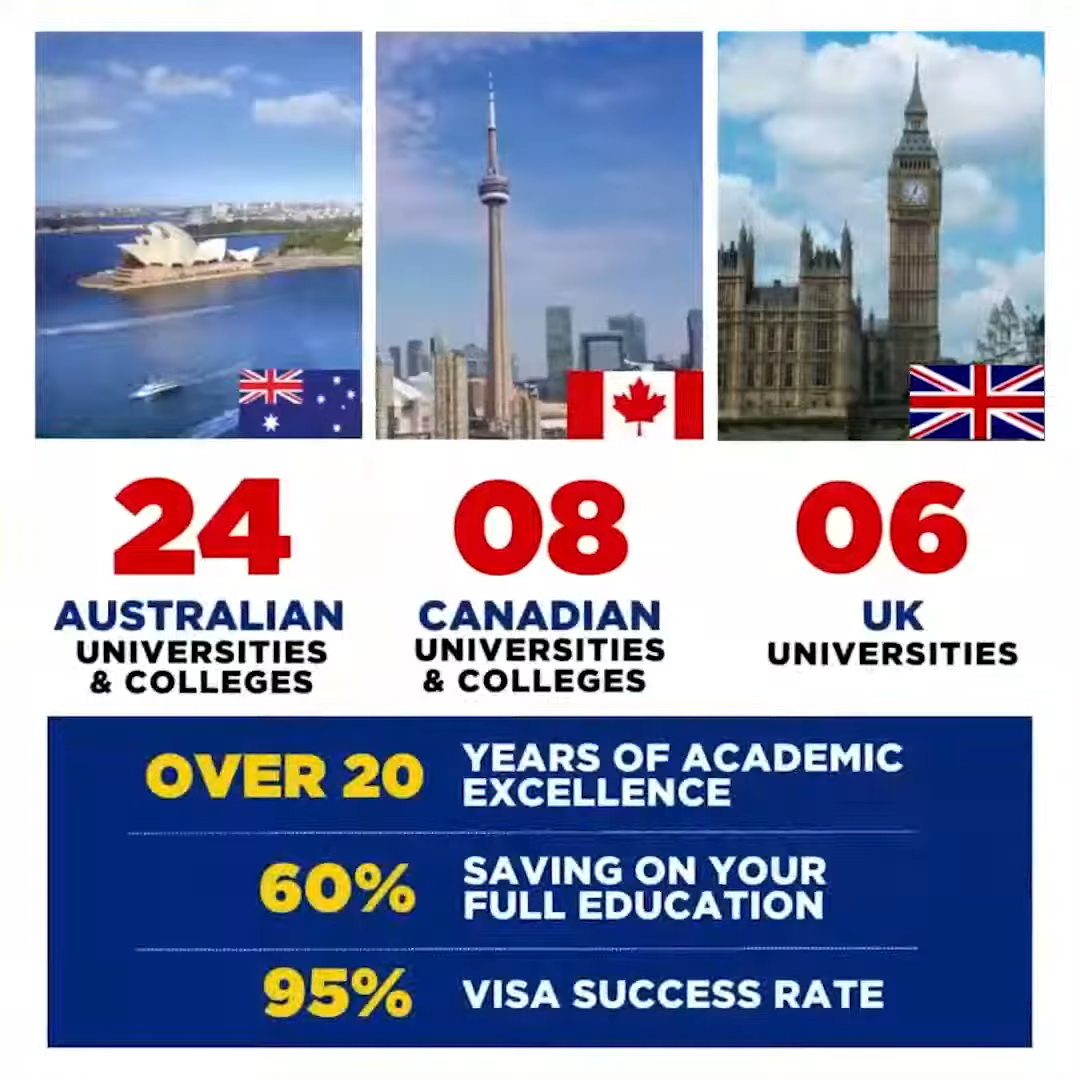 24
AUSTRALIAN
UNIVERSITIES
& COLLEGES
08
CANADIAN
UNIVERSITIES
& COLLEGES
06
UK
UNIVERSITIES
OVER 20
YEARS OF ACADEMIC
EXCELLENCE
60%
SAVING ON YOUR
FULL EDUCATION
95%
VISA SUCCESS RATE